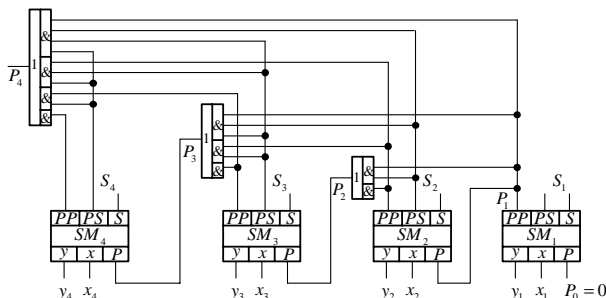 &
1
P₄
&
&
&
1
&
P₃
&
&
1
&
P₂
&
S₄ S₃ S₂ P₁ S₁
PP PS S PP PS S PP PS S PP PS S
SM₄ SM₃ SM₂ SM₁
y x P y x P y x P y x P
y₄ x₄ y₃ x₃ y₂ x₂ y₁ x₁ P₀ = 0